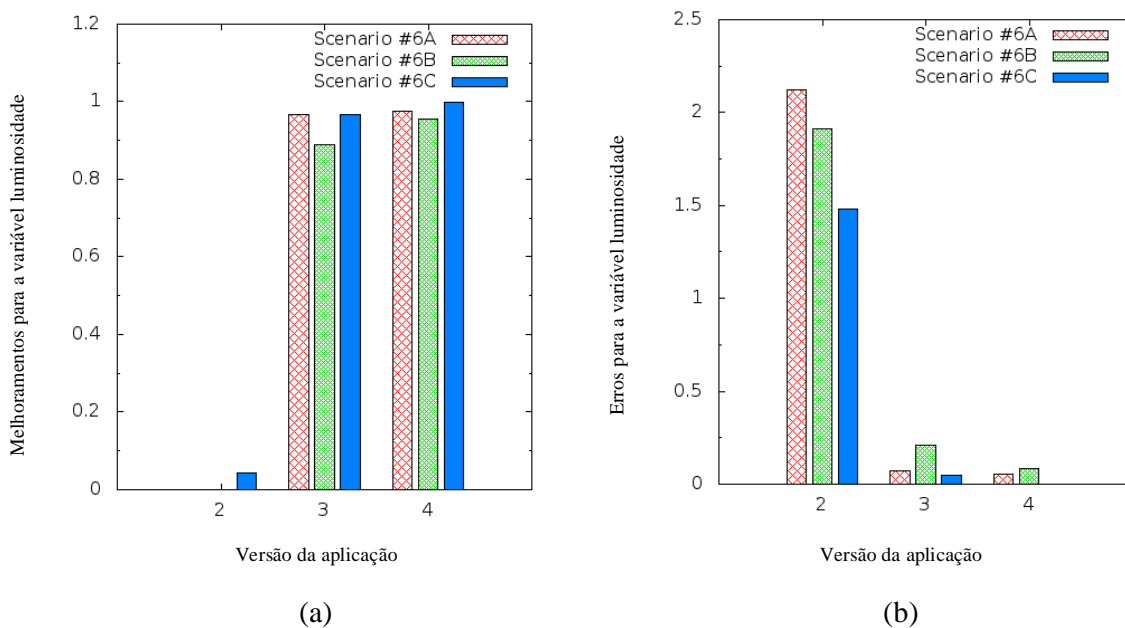 Melhoramentos para a variável luminosidade
1.2
1
0.8
0.6
0.4
0.2
0
Scenario #6A
Scenario #6B
Scenario #6C
2 3 4
Versão da aplicação
(a)
Erros para a variável luminosidade
2.5
2
1.5
1
0.5
0
Scenario #6A
Scenario #6B
Scenario #6C
2 3 4
Versão da aplicação
(b)